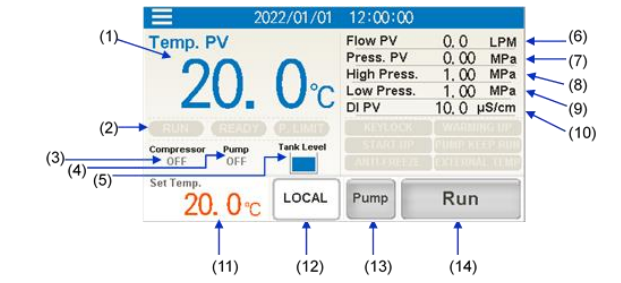 2022/01/01 12:00:00
(1)
Temp. PV
20.0℃
Flow PV 0.0 LPM
(6)
Press. PV 0.00 MPa
(7)
High Press. 1.00 MPa
(8)
Low Press. 1.00 MPa
(9)
DI PV 10.0 µS/cm
(10)
(2)
RUN READY P.LIMIT
KEYLOCK WARMING UP
START UP PUMP KEEP RUN
ANTI-FREEZE EXTERNAL TEMP
(3)
Compressor
OFF
(4)
Pump
OFF
(5)
Tank Level
Set Temp.
20.0℃
LOCAL
Pump
Run
(11)
(12)
(13)
(14)